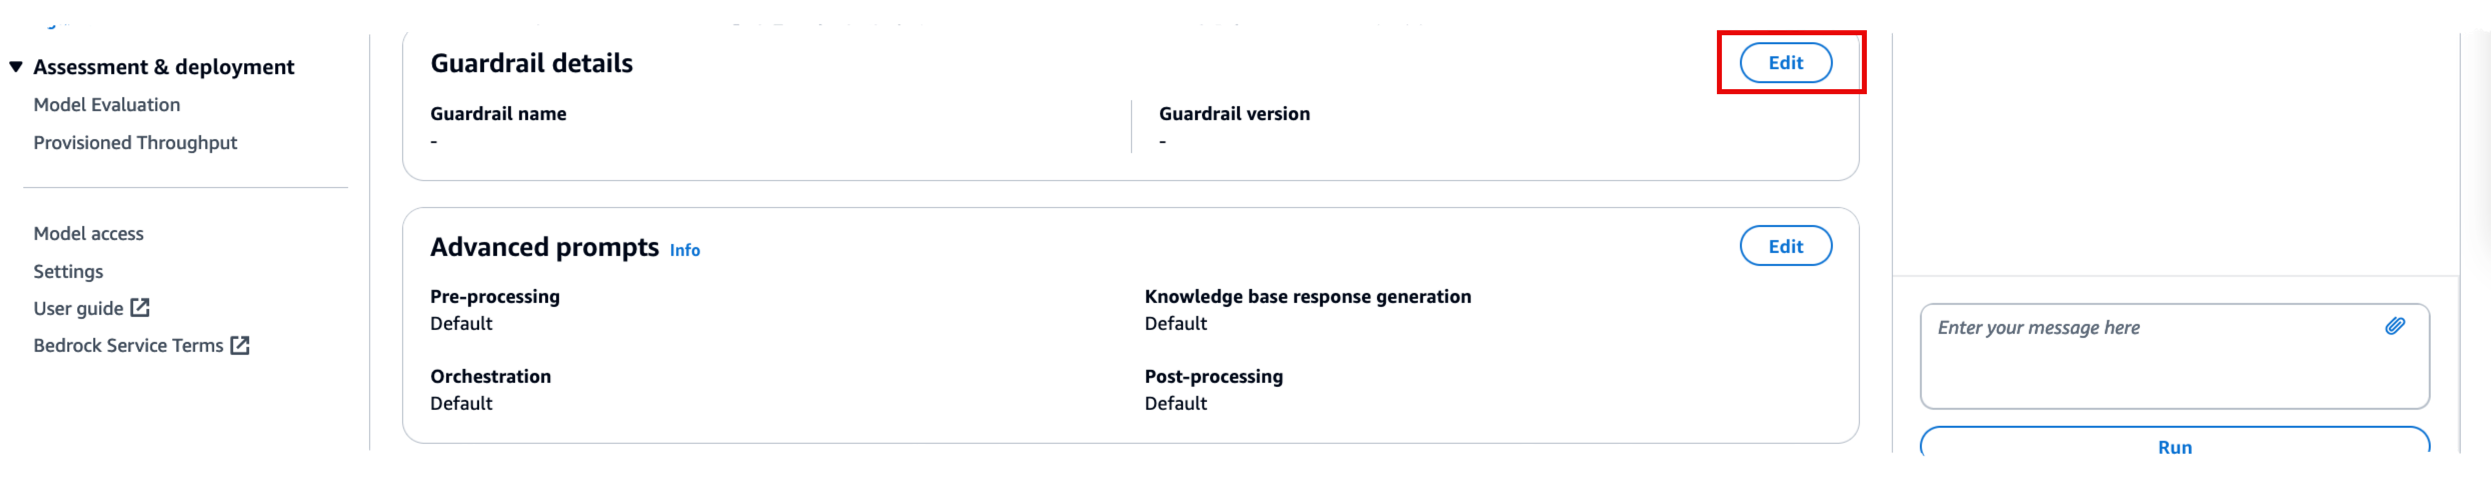 Assessment & deployment
Model Evaluation
Provisioned Throughput
Model access
Settings
User guide
Bedrock Service Terms
Guardrail details
Edit
Guardrail name
-
Guardrail version
-
Advanced prompts Info
Edit
Pre-processing
Default
Knowledge base response generation
Default
Orchestration
Default
Post-processing
Default
Enter your message here
Run